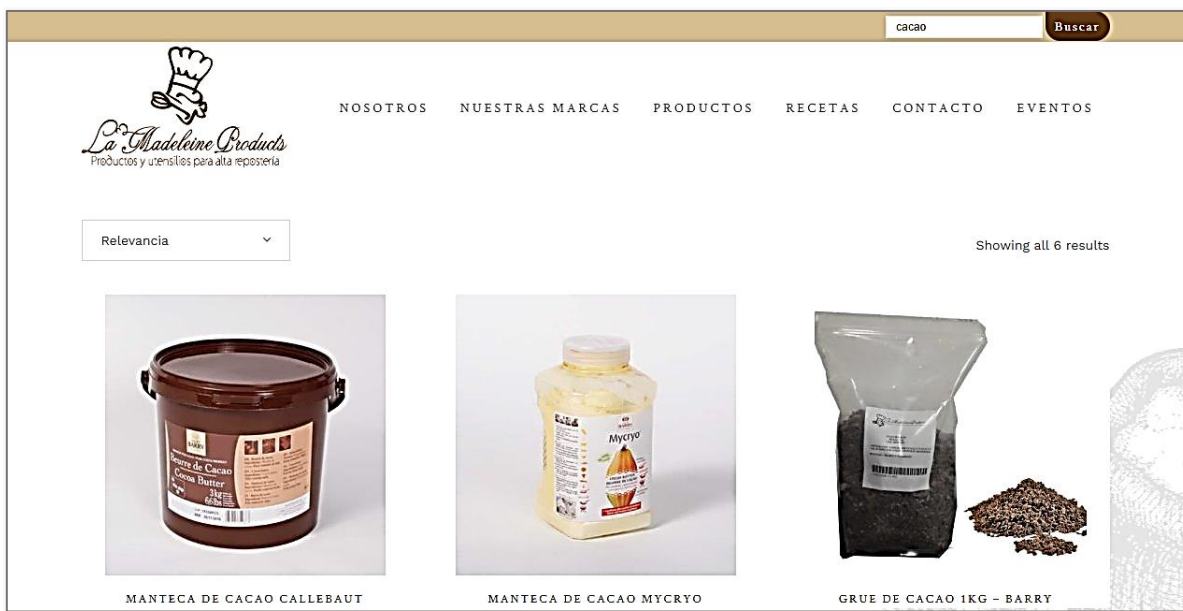 cacao
Buscar
La Madeleine Products
Productos y utensilios para alta repostería
NOSOTROS
NUESTRAS MARCAS
PRODUCTOS
RECETAS
CONTACTO
EVENTOS
Relevancia
Showing all 6 results
BARRY
Beurre de Cacao
Cocoa Butter
3kg
Mycryo
MANTECA DE CACAO CALLEBAUT
MANTECA DE CACAO MYCRYO
GRUE DE CACAO 1KG – BARRY